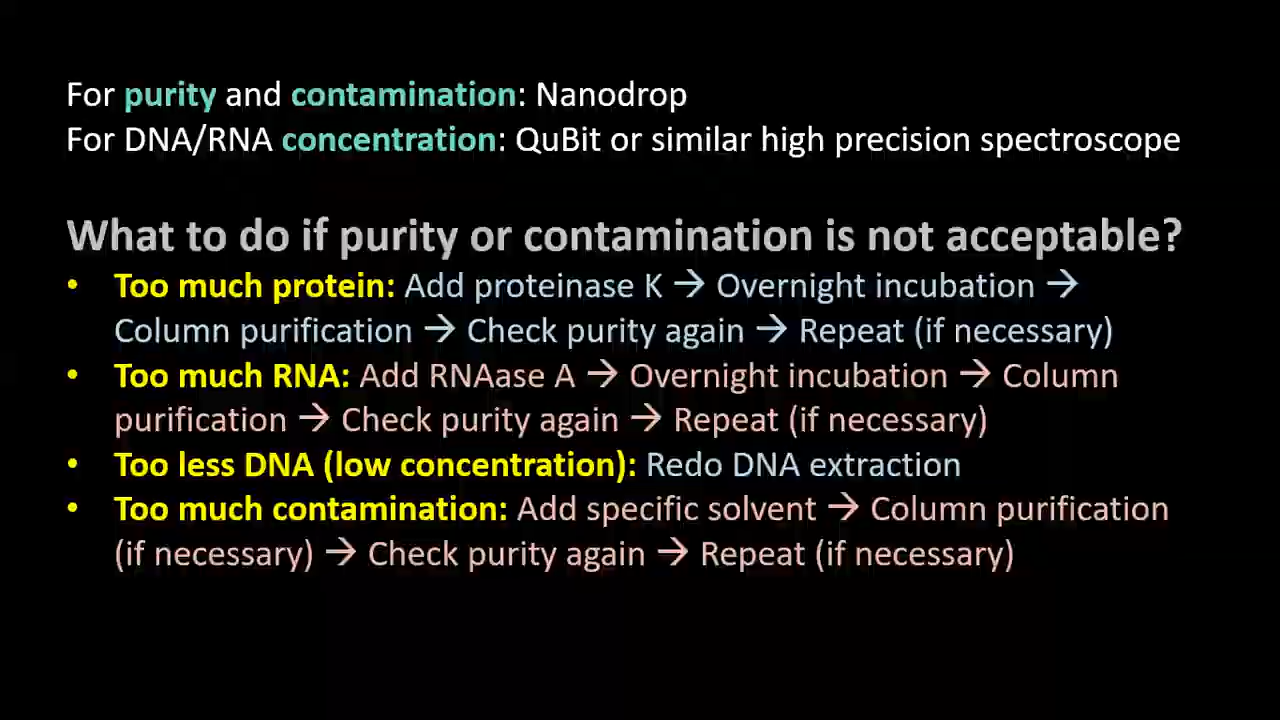 For purity and contamination: Nanodrop
For DNA/RNA concentration: QuBit or similar high precision spectroscope
What to do if purity or contamination is not acceptable?
• Too much protein: Add proteinase K → Overnight incubation →
Column purification → Check purity again → Repeat (if necessary)
• Too much RNA: Add RNAase A → Overnight incubation → Column
purification → Check purity again → Repeat (if necessary)
• Too less DNA (low concentration): Redo DNA extraction
• Too much contamination: Add specific solvent → Column purification
(if necessary) → Check purity again → Repeat (if necessary)